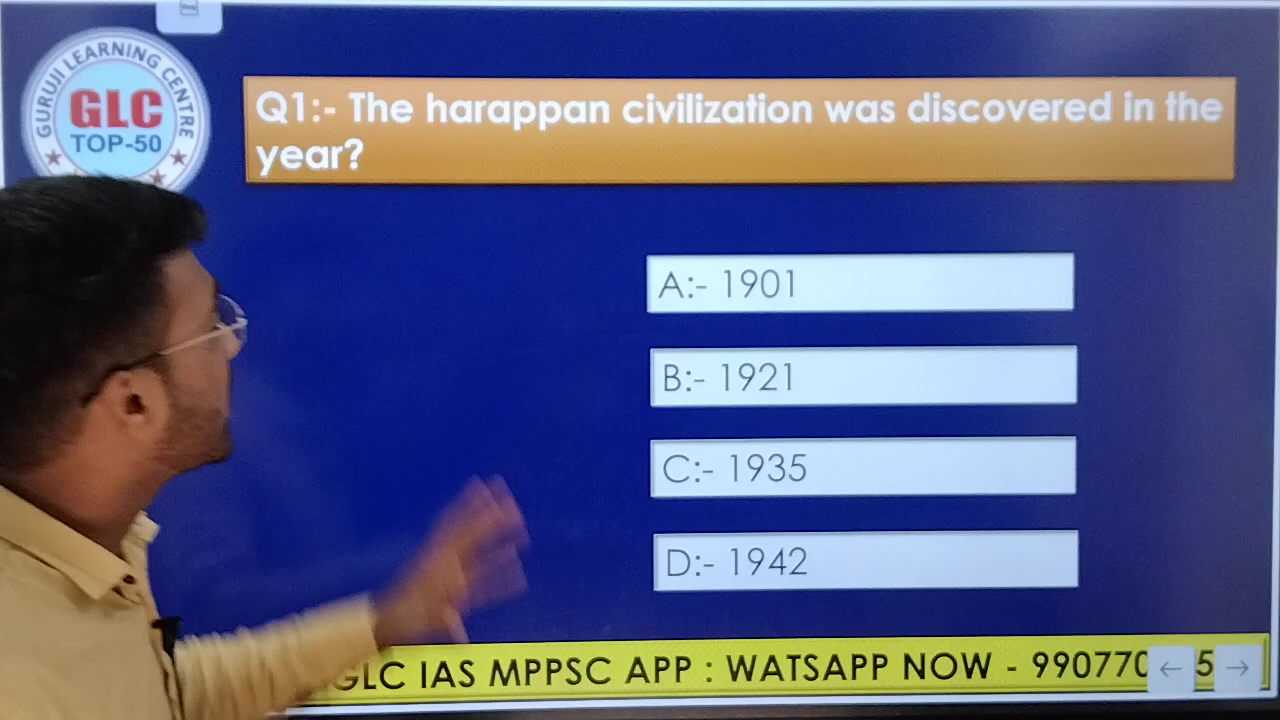 GURUJI LEARNING CENTRE
GLC
TOP-50
Q1:- The harappan civilization was discovered in the
year?
A:- 1901
B:- 1921
C:- 1935
D:- 1942
GLC IAS MPPSC APP : WATSAPP NOW - 990770 5